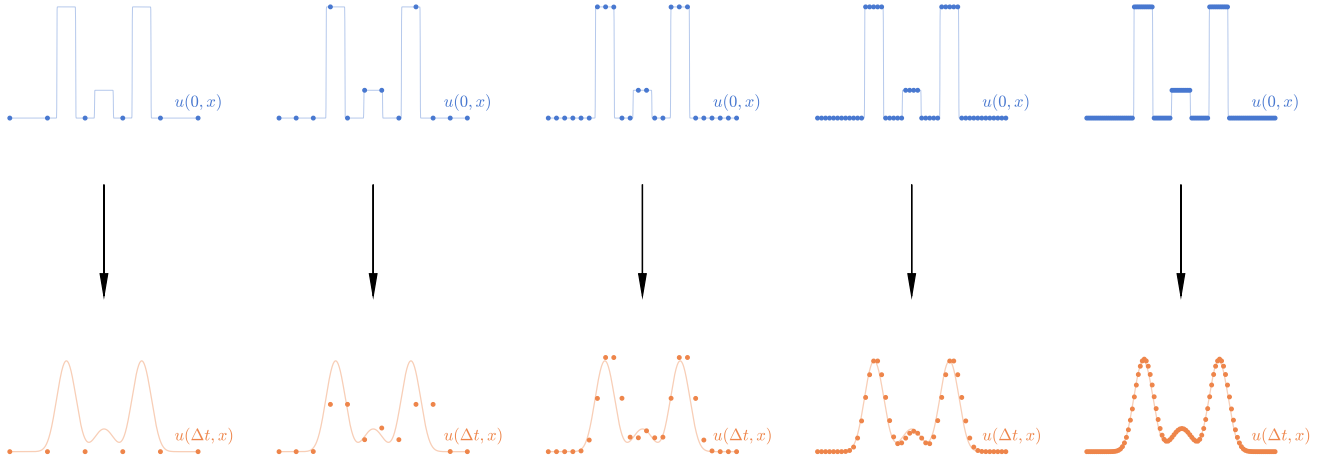 u(0, x) u(0, x) u(0, x) u(0, x) u(0, x)
u(Δt, x) u(Δt, x) u(Δt, x) u(Δt, x) u(Δt, x)